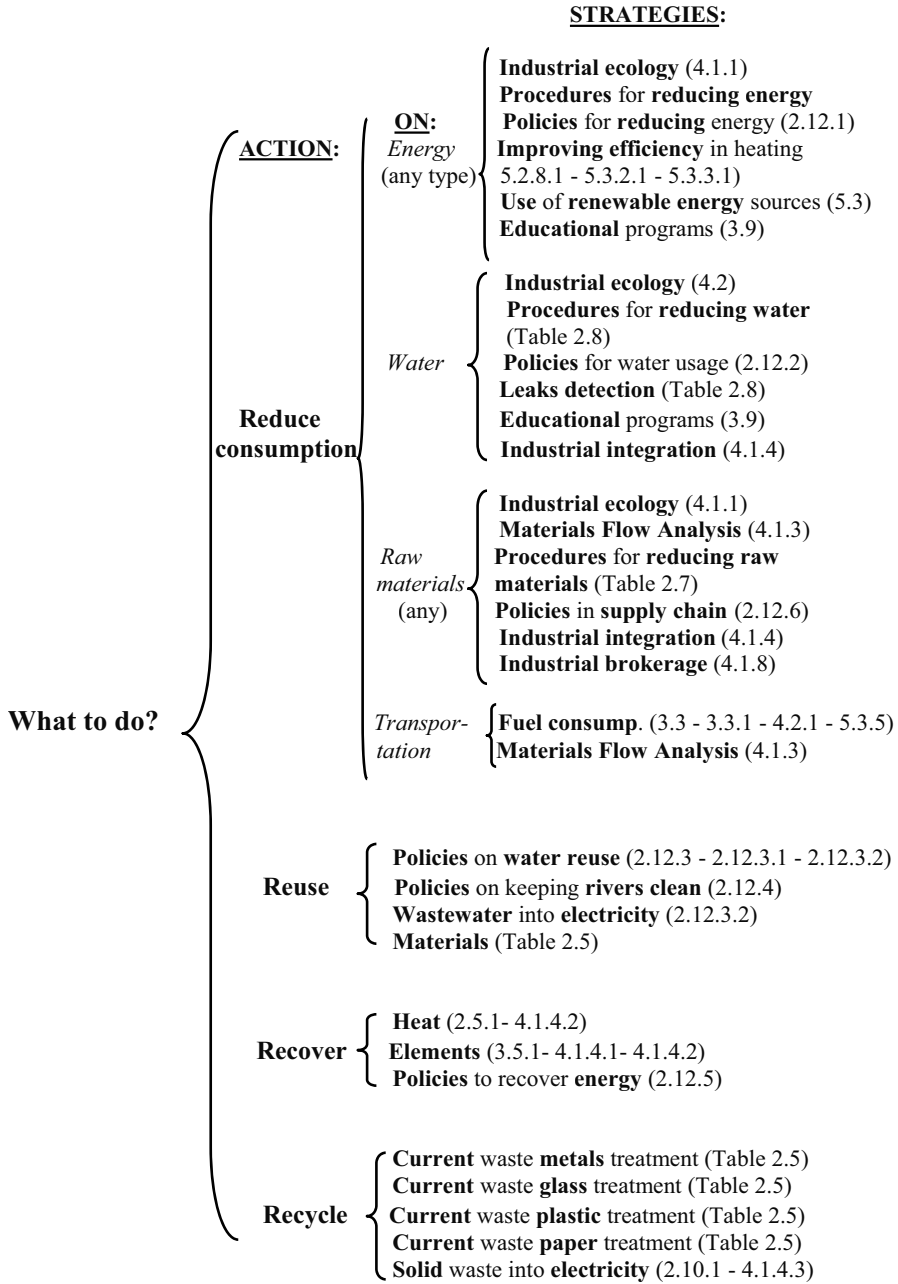 STRATEGIES:
ACTION:
ON:
Energy
(any type)
Industrial ecology (4.1.1)
Procedures for reducing energy
Policies for reducing energy (2.12.1)
Improving efficiency in heating
5.2.8.1 - 5.3.2.1 - 5.3.3.1)
Use of renewable energy sources (5.3)
Educational programs (3.9)
Water
Industrial ecology (4.2)
Procedures for reducing water
(Table 2.8)
Policies for water usage (2.12.2)
Leaks detection (Table 2.8)
Educational programs (3.9)
Industrial integration (4.1.4)
Reduce
consumption
Raw
materials
(any)
Industrial ecology (4.1.1)
Materials Flow Analysis (4.1.3)
Procedures for reducing raw
materials (Table 2.7)
Policies in supply chain (2.12.6)
Industrial integration (4.1.4)
Industrial brokerage (4.1.8)
What to do?
Transpor-
tation
Fuel consump. (3.3 - 3.3.1 - 4.2.1 - 5.3.5)
Materials Flow Analysis (4.1.3)
Reuse
Policies on water reuse (2.12.3 - 2.12.3.1 - 2.12.3.2)
Policies on keeping rivers clean (2.12.4)
Wastewater into electricity (2.12.3.2)
Materials (Table 2.5)
Recover
Heat (2.5.1- 4.1.4.2)
Elements (3.5.1- 4.1.4.1- 4.1.4.2)
Policies to recover energy (2.12.5)
Recycle
Current waste metals treatment (Table 2.5)
Current waste glass treatment (Table 2.5)
Current waste plastic treatment (Table 2.5)
Current waste paper treatment (Table 2.5)
Solid waste into electricity (2.10.1 - 4.1.4.3)